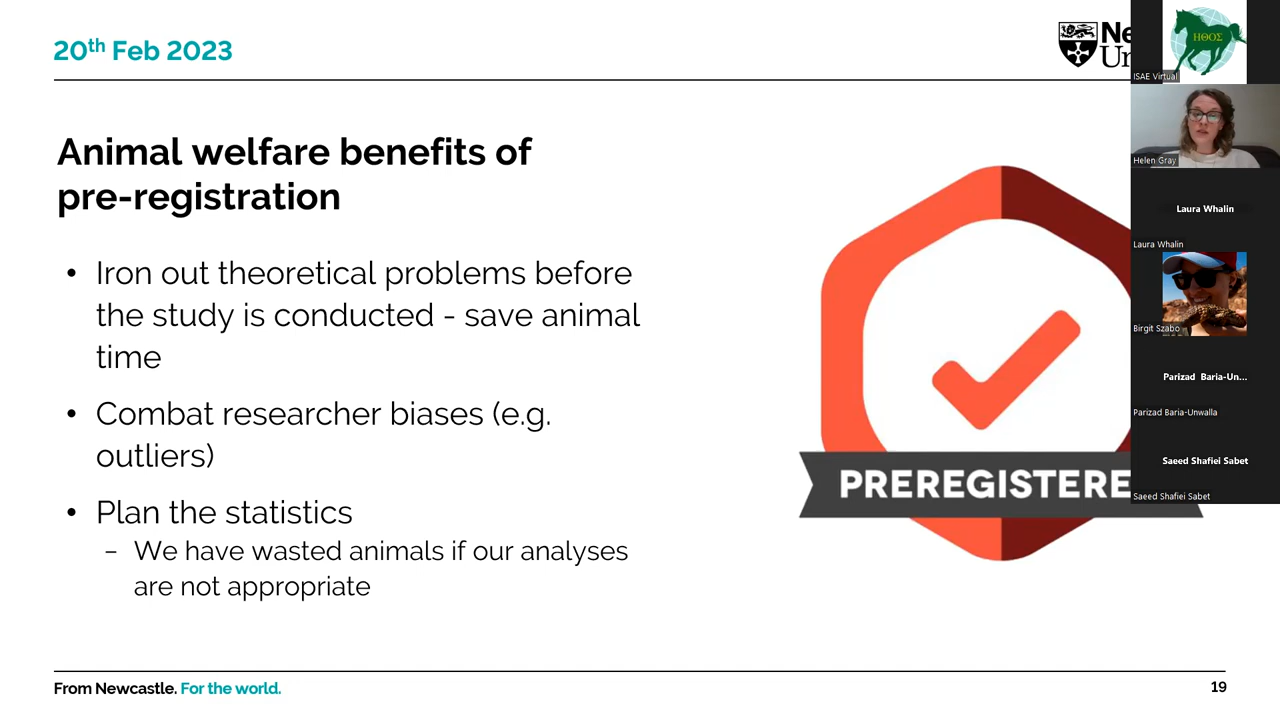 20th Feb 2023
Ne
Un
ΗΘΟΣ
ISAE Virtual
Helen Gray
Laura Whalin
Laura Whalin
Birgit Szabo
Parizad Baria-Un...
Parizad Baria-Unwalla
Saeed Shafiei Sabet
Saeed Shafiei Sabet
Animal welfare benefits of
pre-registration
• Iron out theoretical problems before
the study is conducted - save animal
time
• Combat researcher biases (e.g.
outliers)
• Plan the statistics
– We have wasted animals if our analyses
are not appropriate
PREREGISTERE
From Newcastle. For the world.
19